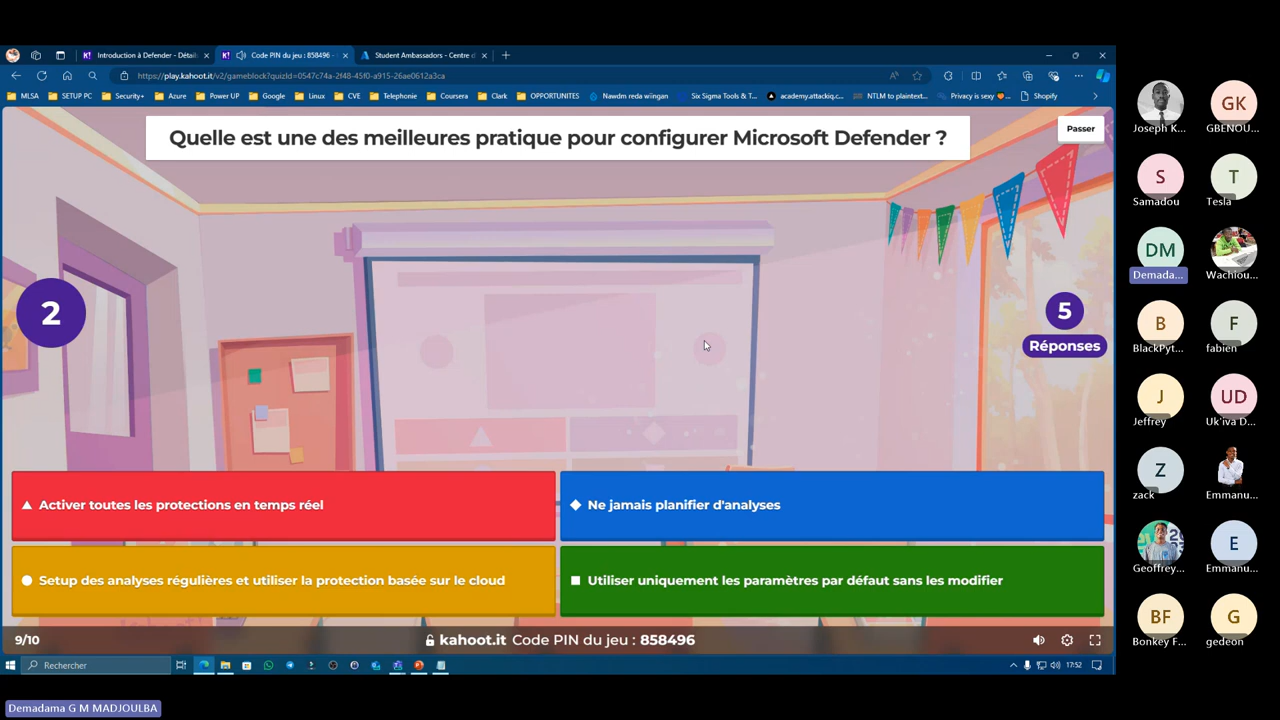 Introduction à Defender - Détai
Code PIN du jeu : 858496 -
Student Ambassadors - Centre d
https://play.kahoot.it/v2/gameblock?quizId=0547c74a-2f48-45f0-a915-26ae0612a3ca
MLSA
SETUP PC
Security+
Azure
Power UP
Google
Linux
CVE
Telephonie
Coursera
Clark
OPPORTUNITES
Nawdm reda wiingan
Six Sigma Tools & T...
academy.attackiq.c...
NTLM to plaintext...
Privacy is sexy
Shopify
Quelle est une des meilleures pratique pour configurer Microsoft Defender ?
Passer
2
5
Réponses
Activer toutes les protections en temps réel
Ne jamais planifier d'analyses
Setup des analyses régulières et utiliser la protection basée sur le cloud
Utiliser uniquement les paramètres par défaut sans les modifier
9/10
kahoot.it Code PIN du jeu : 858496
Rechercher
17:52
Demadama G M MADJOULBA
GK
Joseph K...
GBENOU...
S
T
Samadou
Tesla
DM
Demada...
Wachiou...
B
F
BlackPyt...
fabien
J
UD
Jeffrey
Uk'iva D...
Z
zack
Emmanu...
E
Geoffrey...
Emmanu...
BF
G
Bonkey F...
gedeon